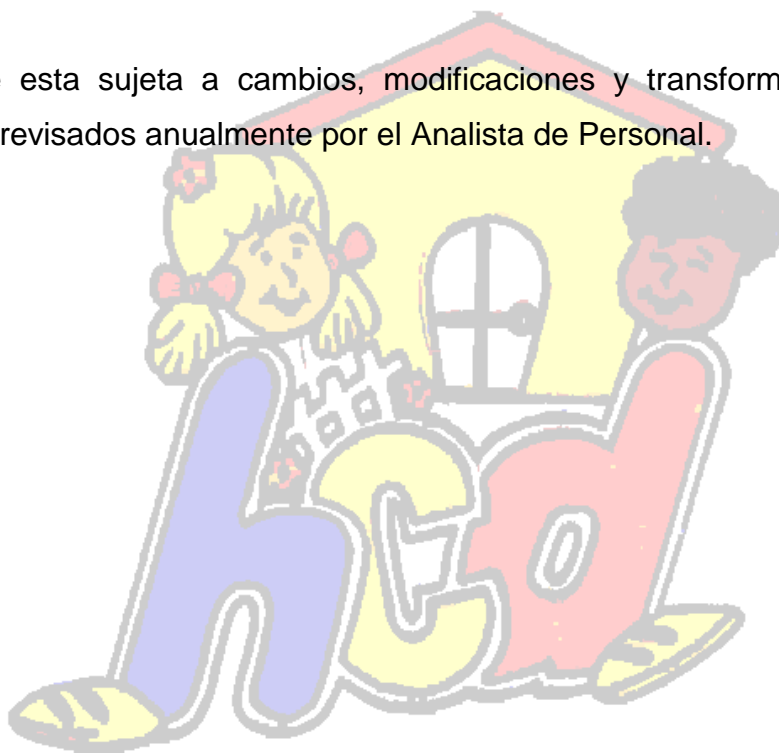 e esta sujeta a cambios, modificaciones y transform
revisados anualmente por el Analista de Personal.
hcd